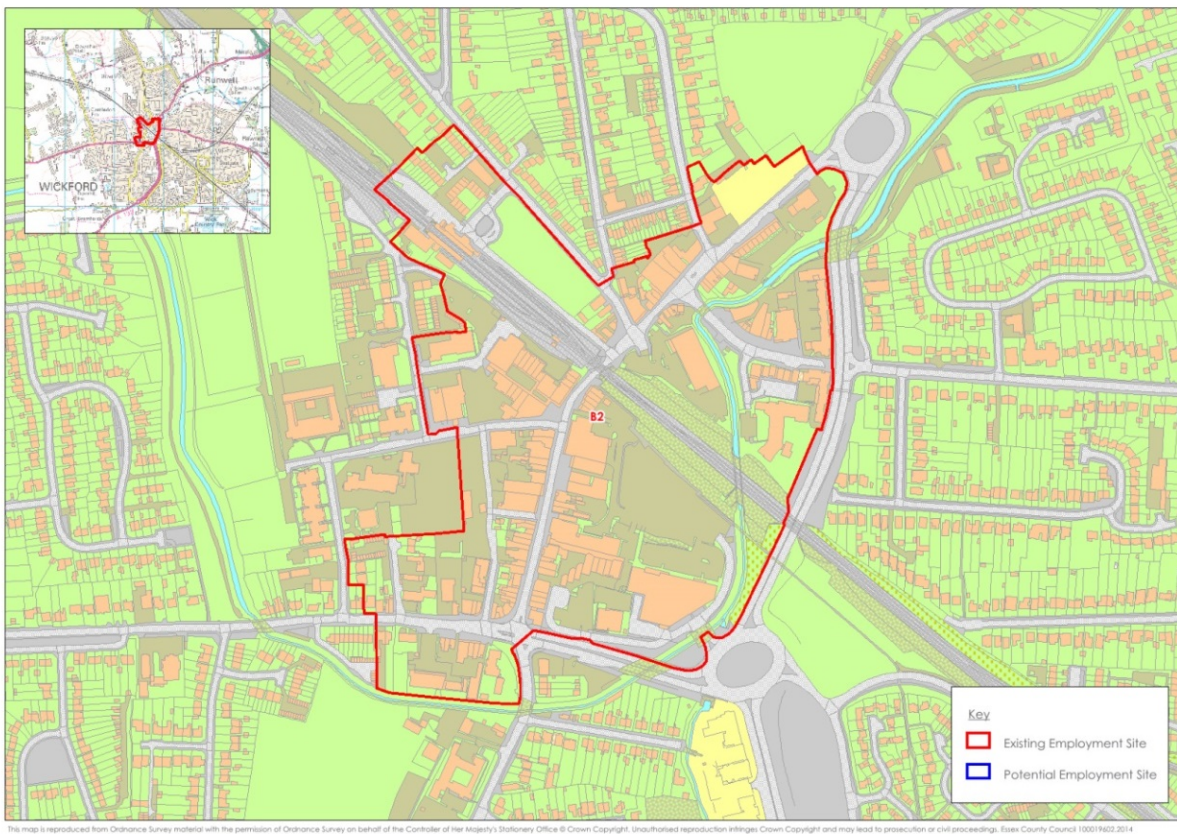 Runwell
WICKFORD
B2
Key
Existing Employment Site
Potential Employment Site
This map is reproduced from Ordnance Survey material with the permission of Ordnance Survey on behalf of the Controller of Her Majesty's Stationery Office © Crown Copyright. Unauthorised reproduction infringes Crown Copyright and may lead to prosecution or civil proceedings. Essex County Council 100019602,2014